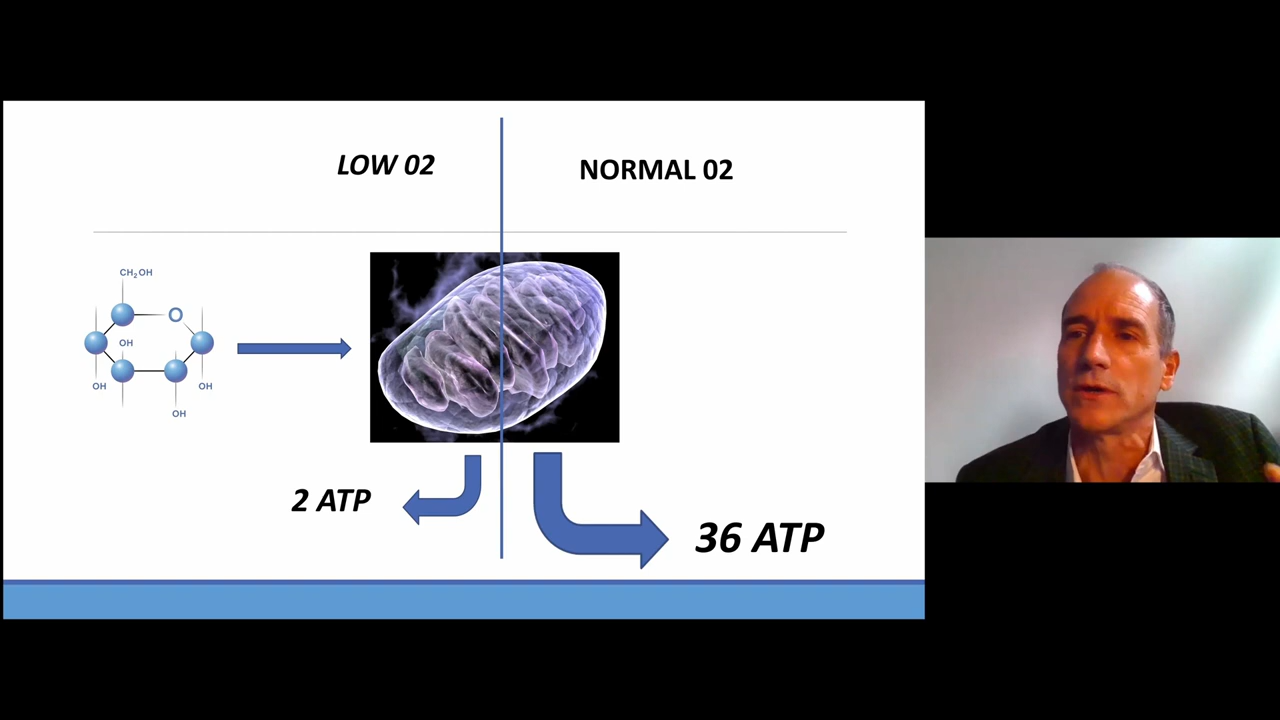 LOW 02
NORMAL 02
CH2OH
O
OH
OH
OH
OH
2 ATP
36 ATP